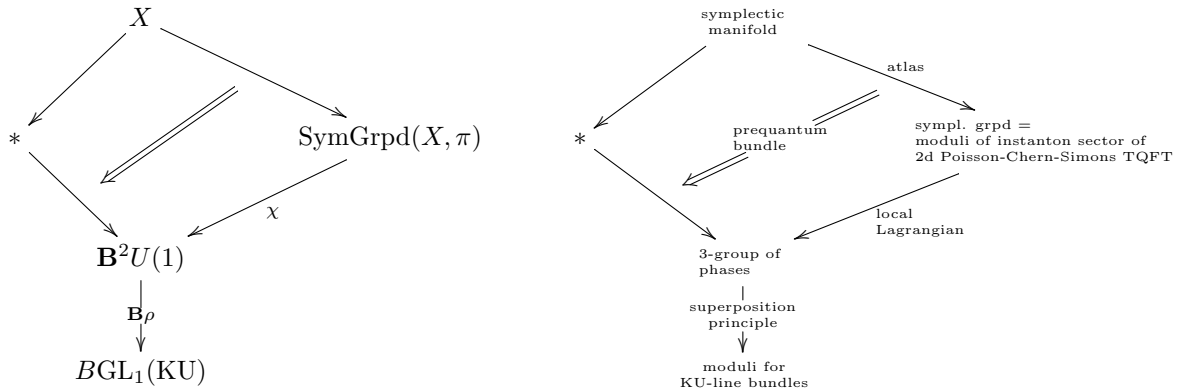 X
*
SymGrpd(X, π)
χ
B²U(1)
Bρ
BGL₁(KU)
symplectic
manifold
atlas
*
prequantum
bundle
sympl. grpd =
moduli of instanton sector of
2d Poisson-Chern-Simons TQFT
local
Lagrangian
3-group of
phases
superposition
principle
moduli for
KU-line bundles